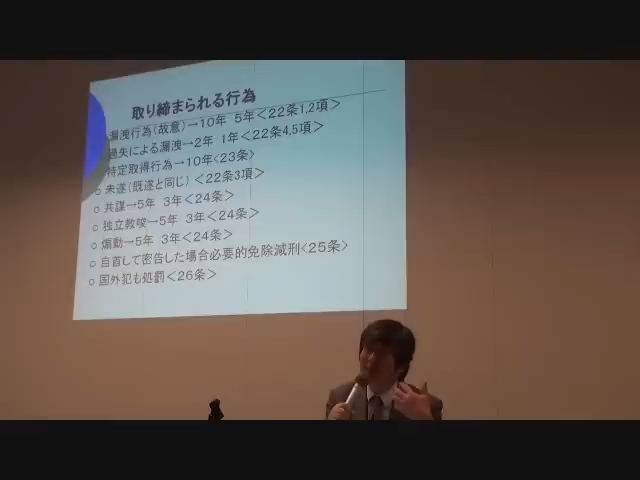 取り締まられる行為
漏洩行為(故意)→10年 5年<22条1,2項>
過失による漏洩→2年 1年<22条4,5項>
特定取得行為→10年<23条>
未遂(既遂と同じ) <22条3項>
共謀→5年 3年<24条>
独立教唆→5年 3年<24条>
煽動→5年 3年<24条>
自首して密告した場合必要的免除減刑<25条>
国外犯も処罰<26条>